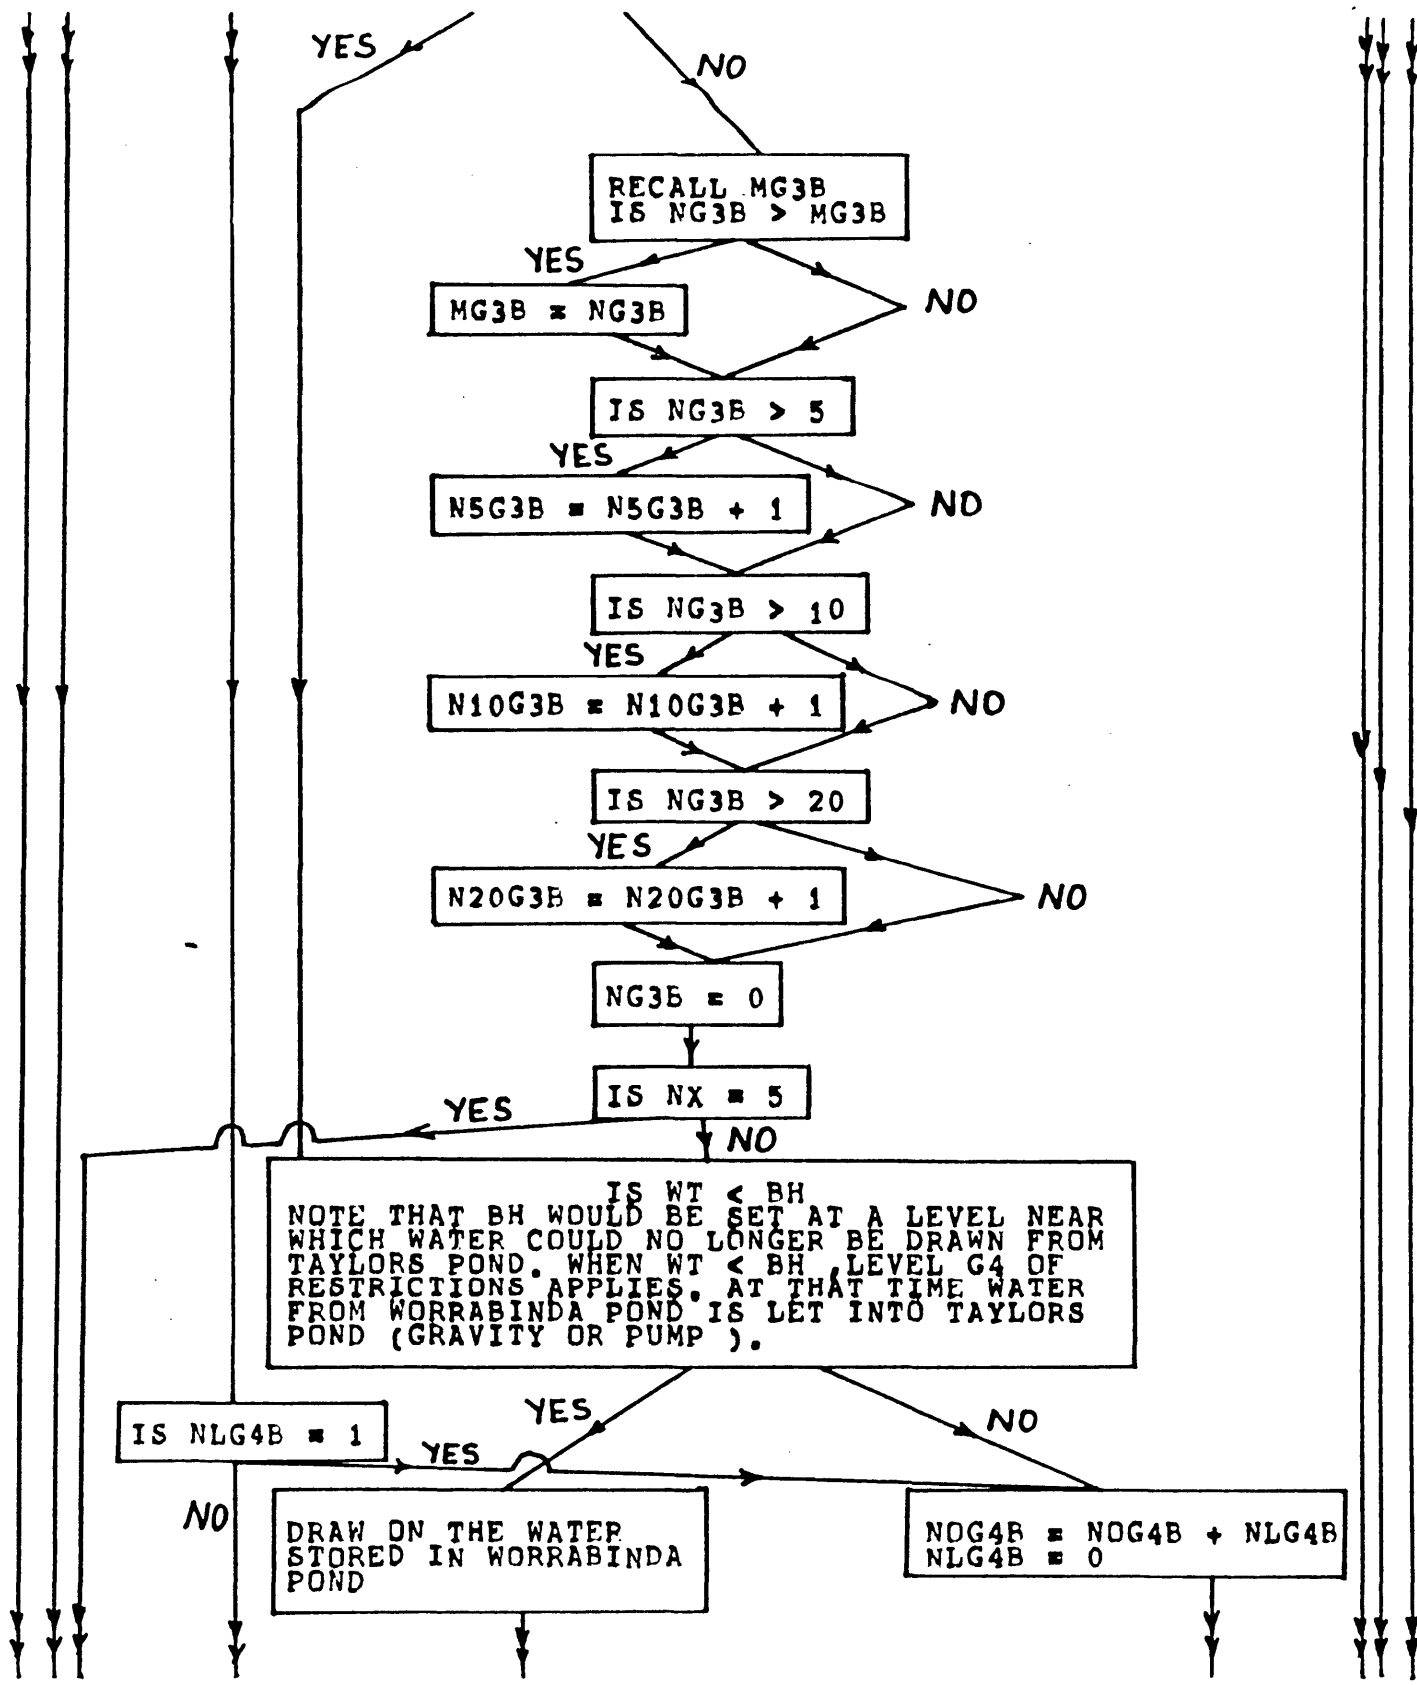 YES
NO
RECALL MG3B
IS NG3B > MG3B
YES
MG3B = NG3B
NO
IS NG3B > 5
YES
N5G3B = N5G3B + 1
NO
IS NG3B > 10
YES
N10G3B = N10G3B + 1
NO
IS NG3B > 20
YES
N20G3B = N20G3B + 1
NO
NG3B = 0
IS NX = 5
YES
NO
IS WT < BH
NOTE THAT BH WOULD BE SET AT A LEVEL NEAR
WHICH WATER COULD NO LONGER BE DRAWN FROM
TAYLORS POND. WHEN WT < BH ,LEVEL G4 OF
RESTRICTIONS APPLIES. AT THAT TIME WATER
FROM WORRABINDA POND IS LET INTO TAYLORS
POND (GRAVITY OR PUMP ).
YES
NO
IS NLG4B = 1
YES
NO
DRAW ON THE WATER
STORED IN WORRABINDA
POND
NOG4B = NOG4B + NLG4B
NLG4B = 0